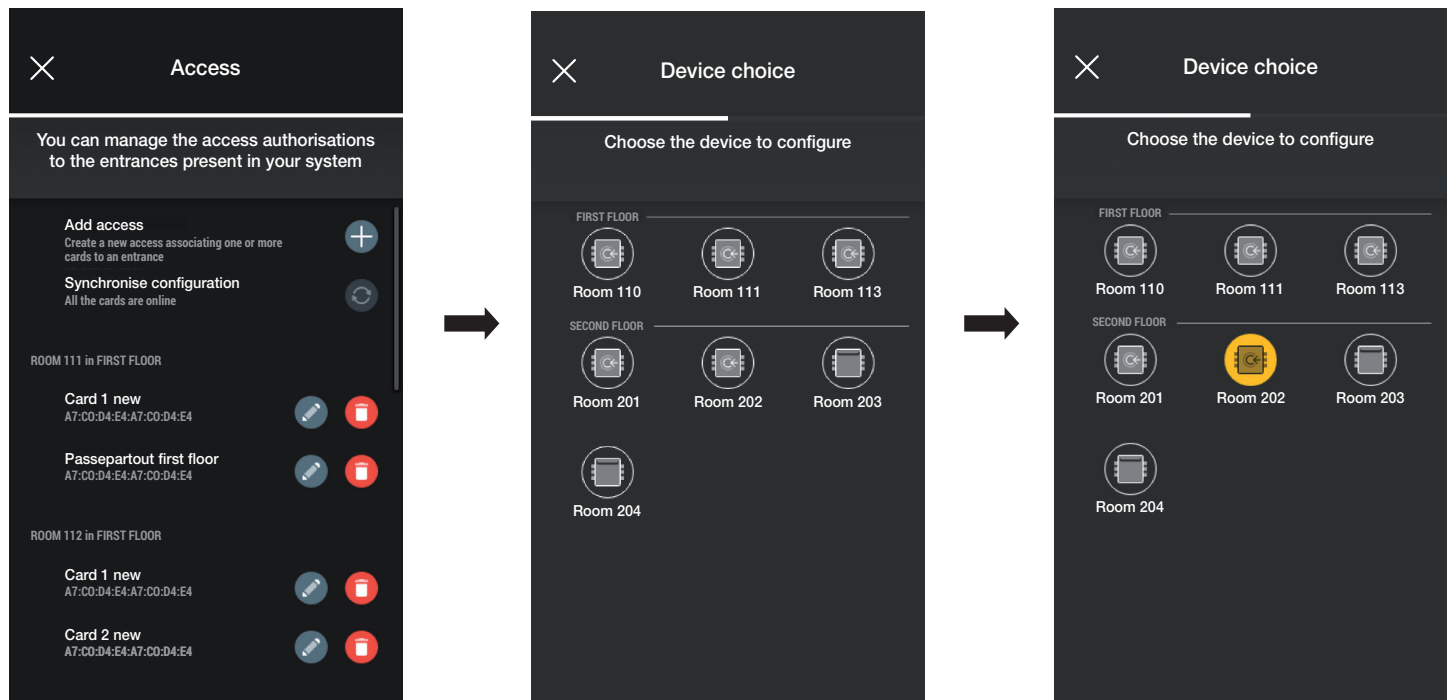 Access
You can manage the access authorisations
to the entrances present in your system
Add access
Create a new access associating one or more
cards to an entrance
Synchronise configuration
All the cards are online
ROOM 111 in FIRST FLOOR
Card 1 new
A7:C0:D4:E4:A7:C0:D4:E4
Passepartout first floor
A7:C0:D4:E4:A7:C0:D4:E4
ROOM 112 in FIRST FLOOR
Card 1 new
A7:C0:D4:E4:A7:C0:D4:E4
Card 2 new
A7:C0:D4:E4:A7:C0:D4:E4
Device choice
Choose the device to configure
FIRST FLOOR
Room 110 Room 111 Room 113
SECOND FLOOR
Room 201 Room 202 Room 203
Room 204
Device choice
Choose the device to configure
FIRST FLOOR
Room 110 Room 111 Room 113
SECOND FLOOR
Room 201 Room 202 Room 203
Room 204